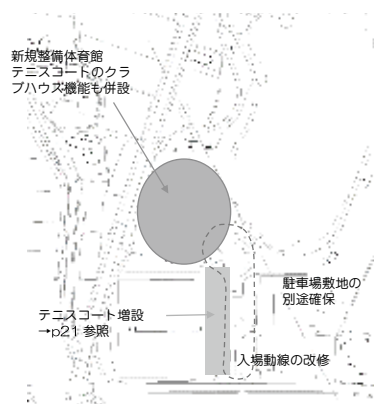 新規整備体育館
テニスコートのクラ
ブハウス機能も併設
駐車場敷地の
別途確保
テニスコート増設
→p21 参照
入場動線の改修